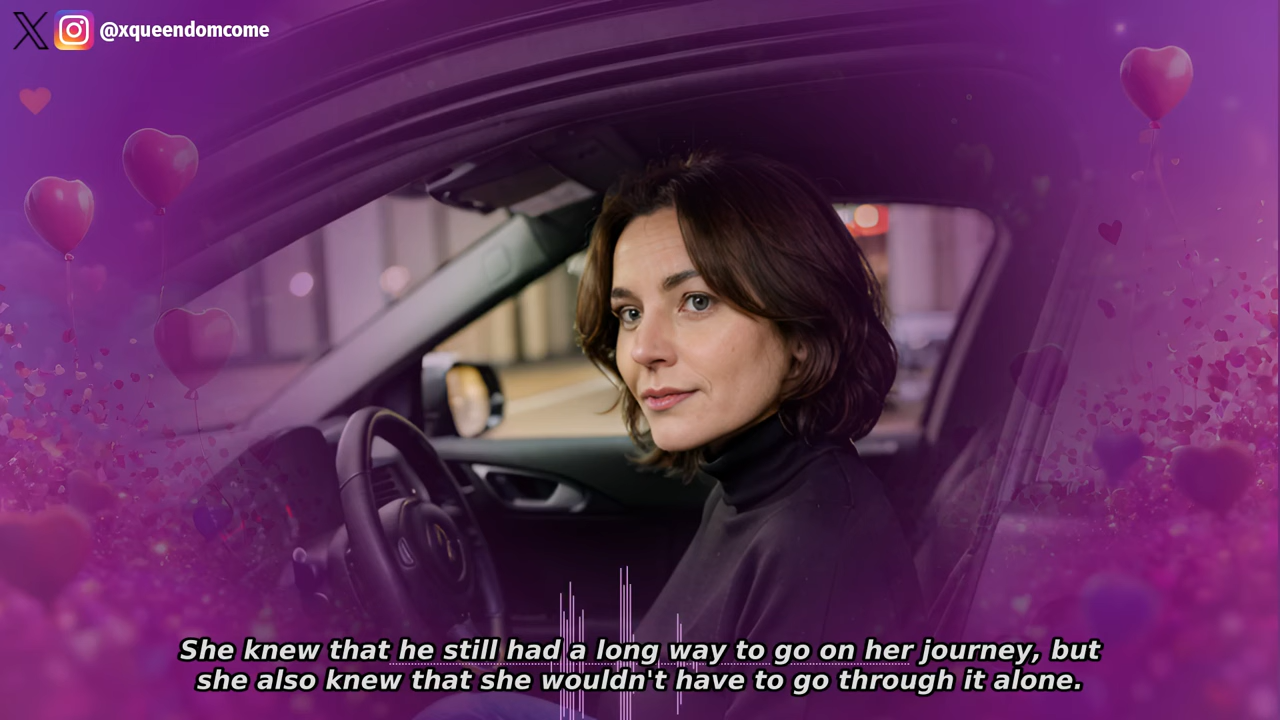 @xqueendomcome
She knew that he still had a long way to go on her journey, but
she also knew that she wouldn't have to go through it alone.